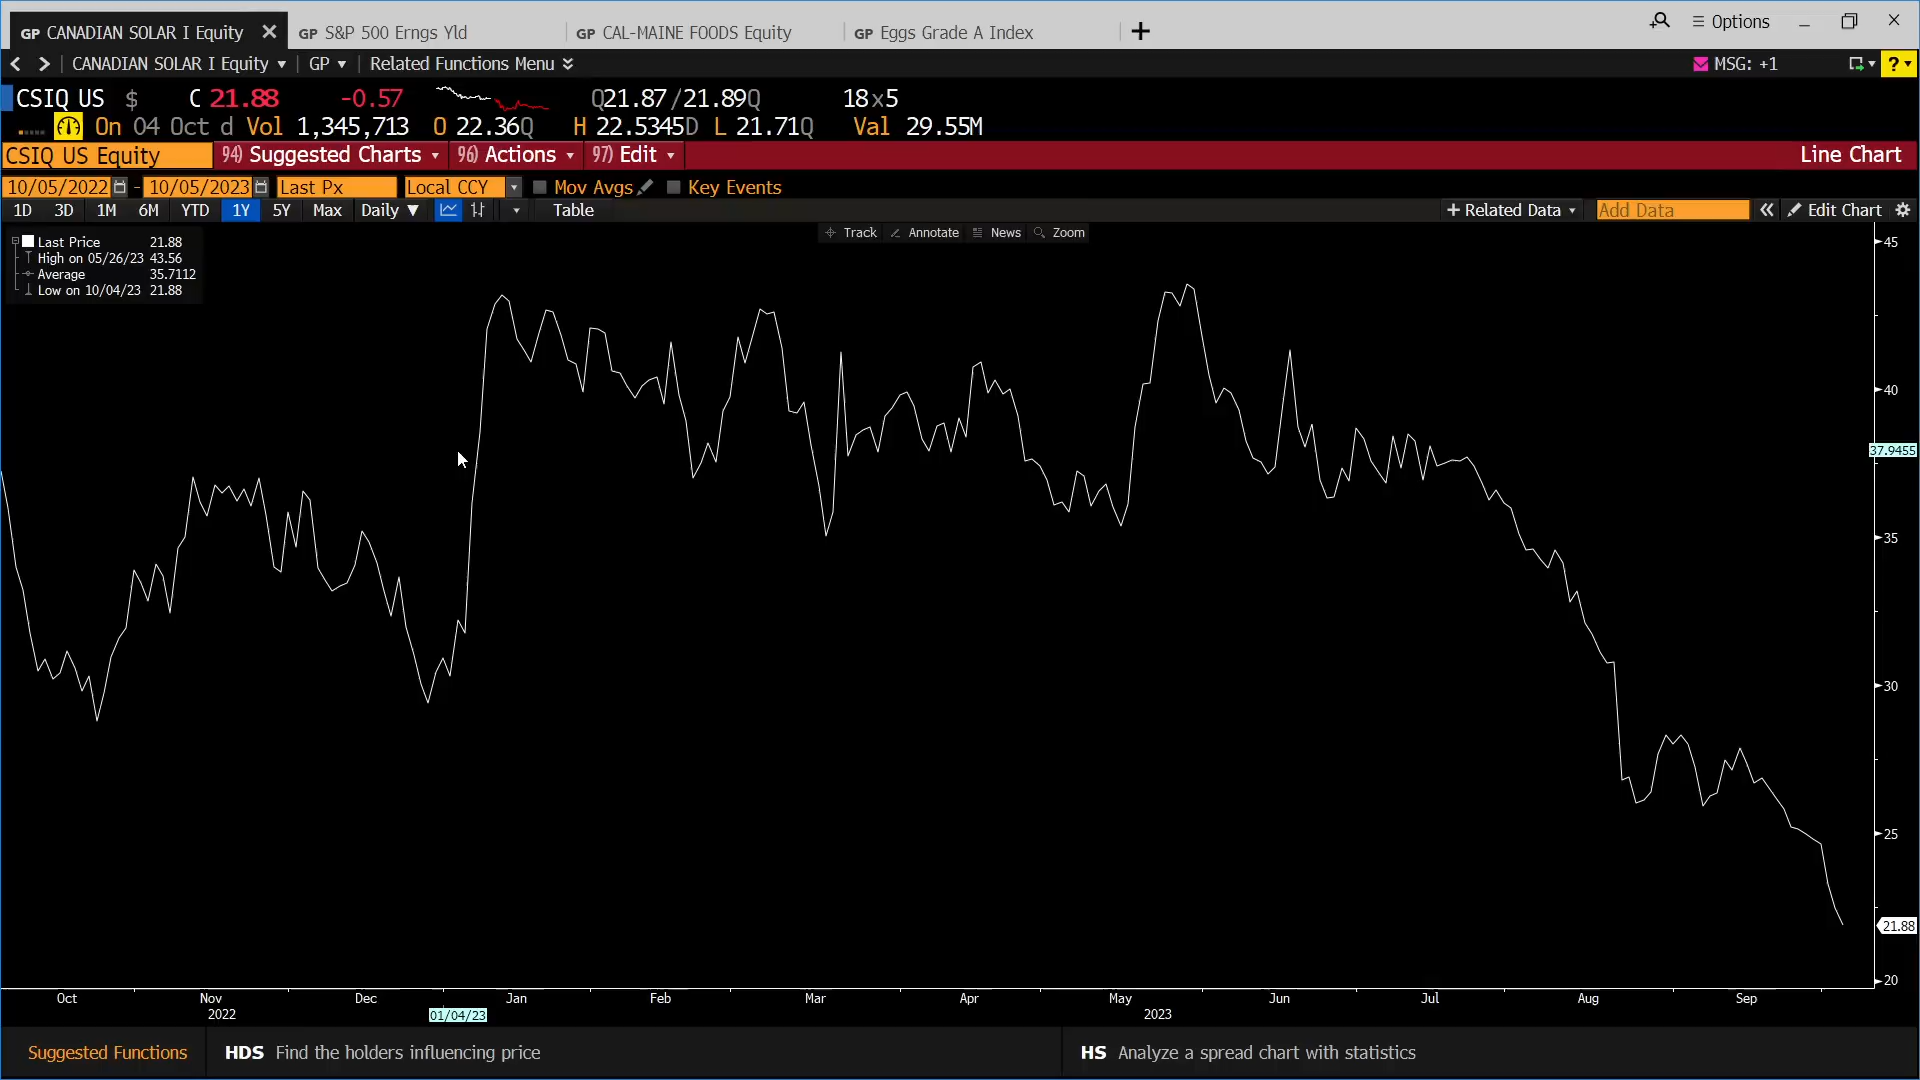 GP CANADIAN SOLAR I Equity GP S&P 500 Erngs Yld GP CAL-MAINE FOODS Equity GP Eggs Grade A Index Options
CANADIAN SOLAR I Equity GP Related Functions Menu MSG: +1 ?
CSIQ US $ C 21.88 -0.57 Q21.87/21.89Q 18x5
On 04 Oct d Vol 1,345,713 O 22.36Q H 22.5345D L 21.71Q Val 29.55M
CSIQ US Equity 94) Suggested Charts 96) Actions 97) Edit Line Chart
10/05/2022 - 10/05/2023 Last Px Local CCY Mov Avgs Key Events
1D 3D 1M 6M YTD 1Y 5Y Max Daily Table + Related Data Add Data Edit Chart
Track Annotate News Zoom
Last Price 21.88
High on 05/26/23 43.56
Average 35.7112
Low on 10/04/23 21.88
45
40
37.9455
35
30
25
21.88
20
Oct Nov Dec Jan Feb Mar Apr May Jun Jul Aug Sep
2022 01/04/23 2023
Suggested Functions HDS Find the holders influencing price HS Analyze a spread chart with statistics